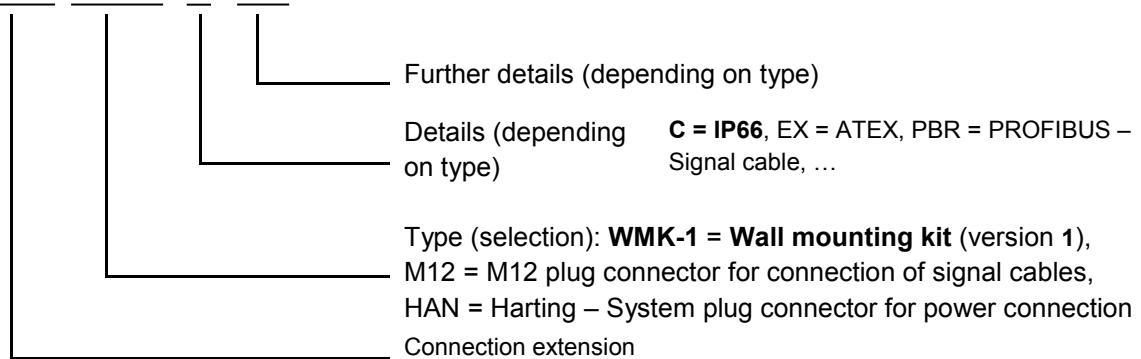 Further details (depending on type)
Details (depending C = IP66, EX = ATEX, PBR = PROFIBUS –
on type) Signal cable, …
Type (selection): WMK-1 = Wall mounting kit (version 1),
M12 = M12 plug connector for connection of signal cables,
HAN = Harting – System plug connector for power connection
Connection extension